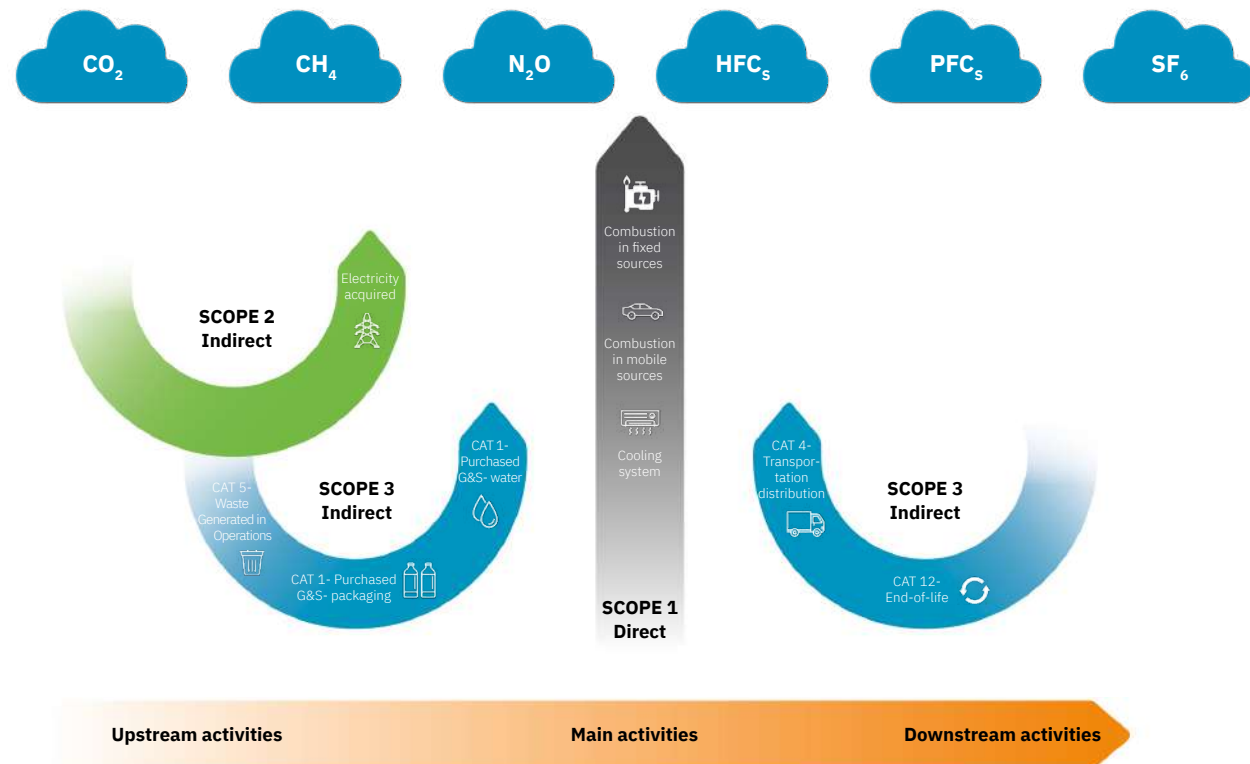 CO₂
CH₄
N₂O
HFCₛ
PFCₛ
SF₆
Combustion
in fixed
sources
Combustion
in mobile
sources
Cooling
system
SCOPE 1
Direct
Electricity
acquired
SCOPE 2
Indirect
CAT 5-
Waste
Generated in
Operations
CAT 1- Purchased
G&S- packaging
CAT 1-
Purchased
G&S- water
SCOPE 3
Indirect
CAT 4-
Transpor-
tation
distribution
CAT 12-
End-of-life
SCOPE 3
Indirect
Upstream activities
Main activities
Downstream activities